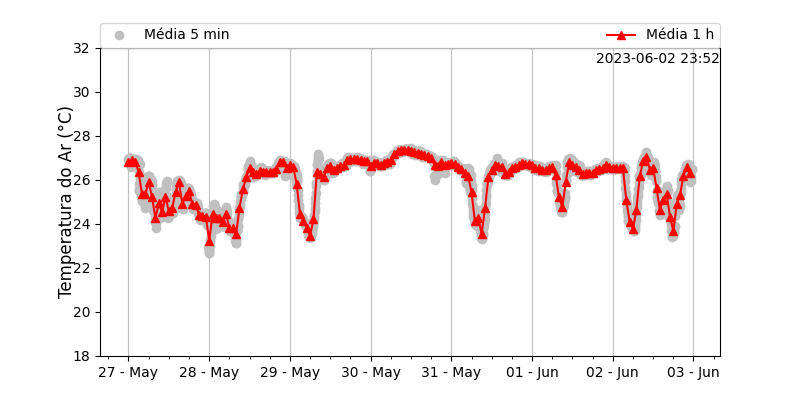 Média 5 min
Média 1 h
2023-06-02 23:52
Temperatura do Ar (°C)
32
30
28
26
24
22
20
18
27 - May
28 - May
29 - May
30 - May
31 - May
01 - Jun
02 - Jun
03 - Jun